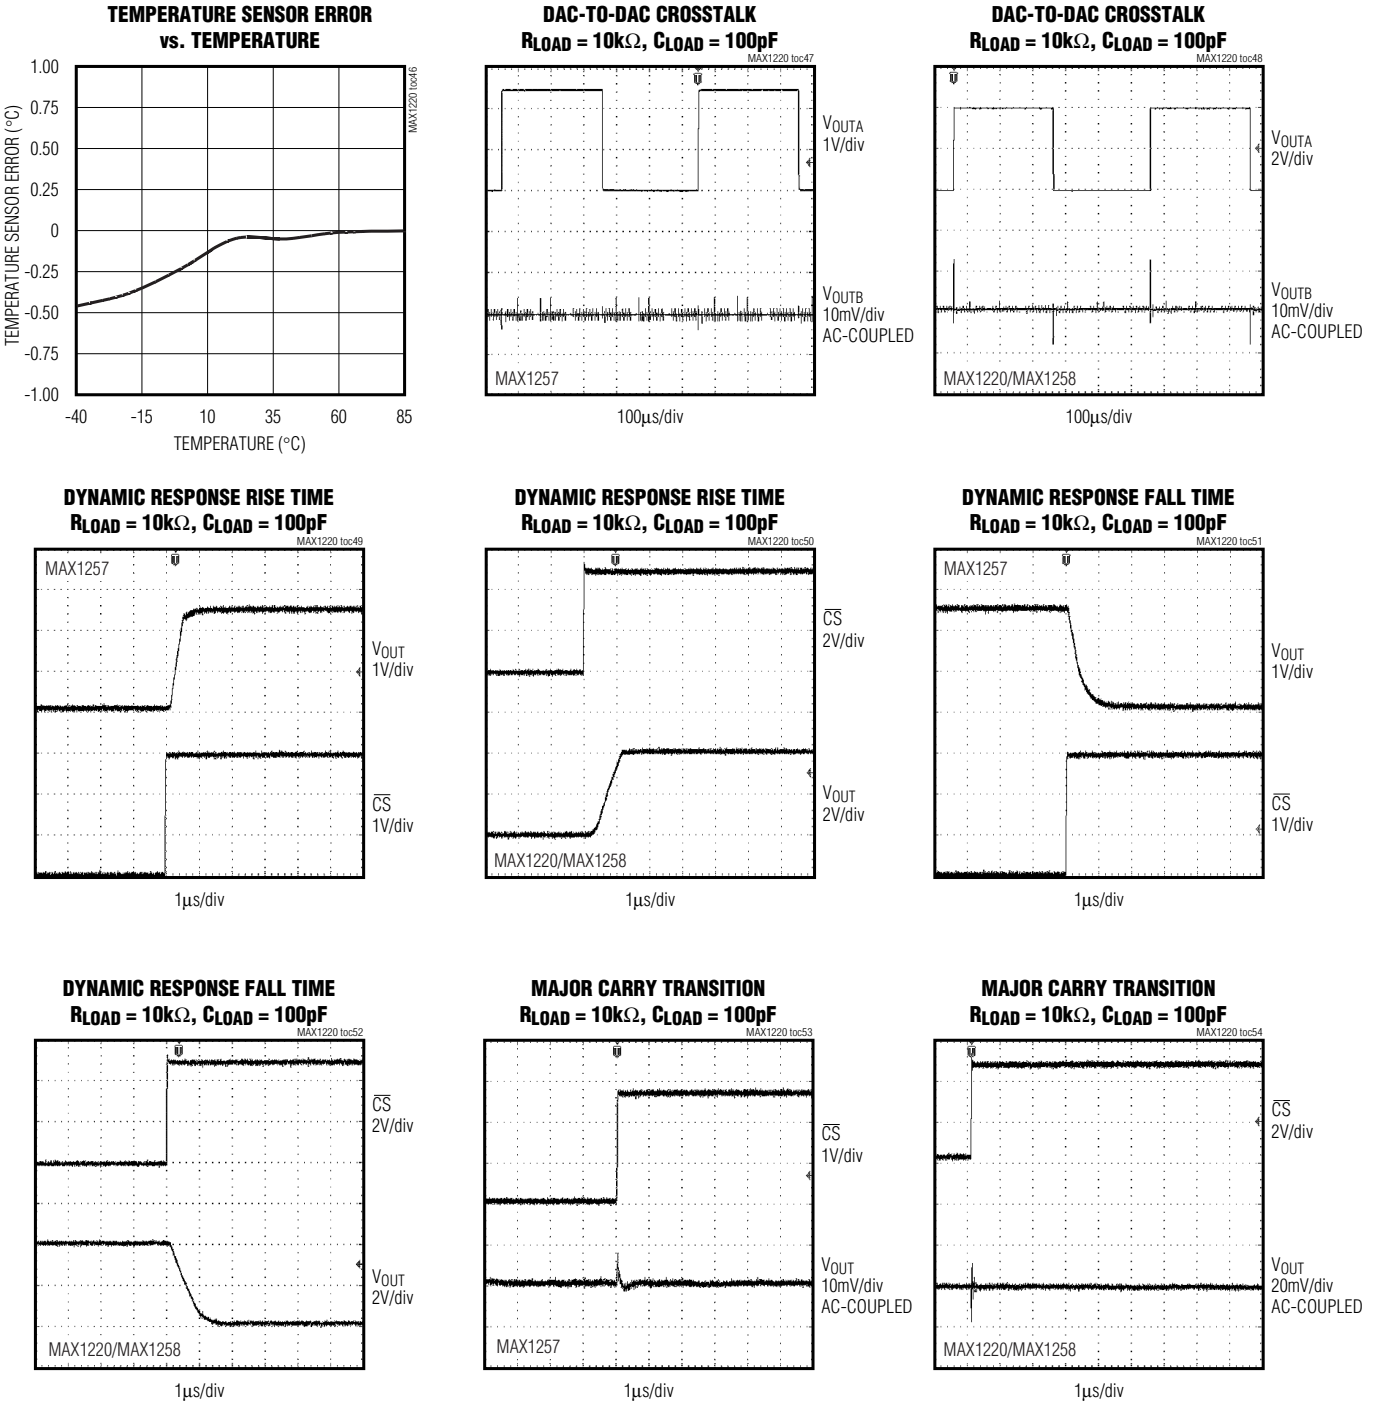 TEMPERATURE SENSOR ERROR
vs. TEMPERATURE
MAX1220 toc46
TEMPERATURE SENSOR ERROR (°C)
1.00
0.75
0.50
0.25
0
-0.25
-0.50
-0.75
-1.00
-40 -15 10 35 60 85
TEMPERATURE (°C)
DAC-TO-DAC CROSSTALK
RLOAD = 10kΩ, CLOAD = 100pF
MAX1220 toc47
VOUTA
1V/div
VOUTB
10mV/div
AC-COUPLED
MAX1257
100µs/div
DAC-TO-DAC CROSSTALK
RLOAD = 10kΩ, CLOAD = 100pF
MAX1220 toc48
VOUTA
2V/div
VOUTB
10mV/div
AC-COUPLED
MAX1220/MAX1258
100µs/div
DYNAMIC RESPONSE RISE TIME
RLOAD = 10kΩ, CLOAD = 100pF
MAX1220 toc49
MAX1257
VOUT
1V/div
CS
1V/div
1µs/div
DYNAMIC RESPONSE RISE TIME
RLOAD = 10kΩ, CLOAD = 100pF
MAX1220 toc50
CS
2V/div
VOUT
2V/div
MAX1220/MAX1258
1µs/div
DYNAMIC RESPONSE FALL TIME
RLOAD = 10kΩ, CLOAD = 100pF
MAX1220 toc51
MAX1257
VOUT
1V/div
CS
1V/div
1µs/div
DYNAMIC RESPONSE FALL TIME
RLOAD = 10kΩ, CLOAD = 100pF
MAX1220 toc52
CS
2V/div
VOUT
2V/div
MAX1220/MAX1258
1µs/div
MAJOR CARRY TRANSITION
RLOAD = 10kΩ, CLOAD = 100pF
MAX1220 toc53
CS
1V/div
VOUT
10mV/div
AC-COUPLED
MAX1257
1µs/div
MAJOR CARRY TRANSITION
RLOAD = 10kΩ, CLOAD = 100pF
MAX1220 toc54
CS
2V/div
VOUT
20mV/div
AC-COUPLED
MAX1220/MAX1258
1µs/div